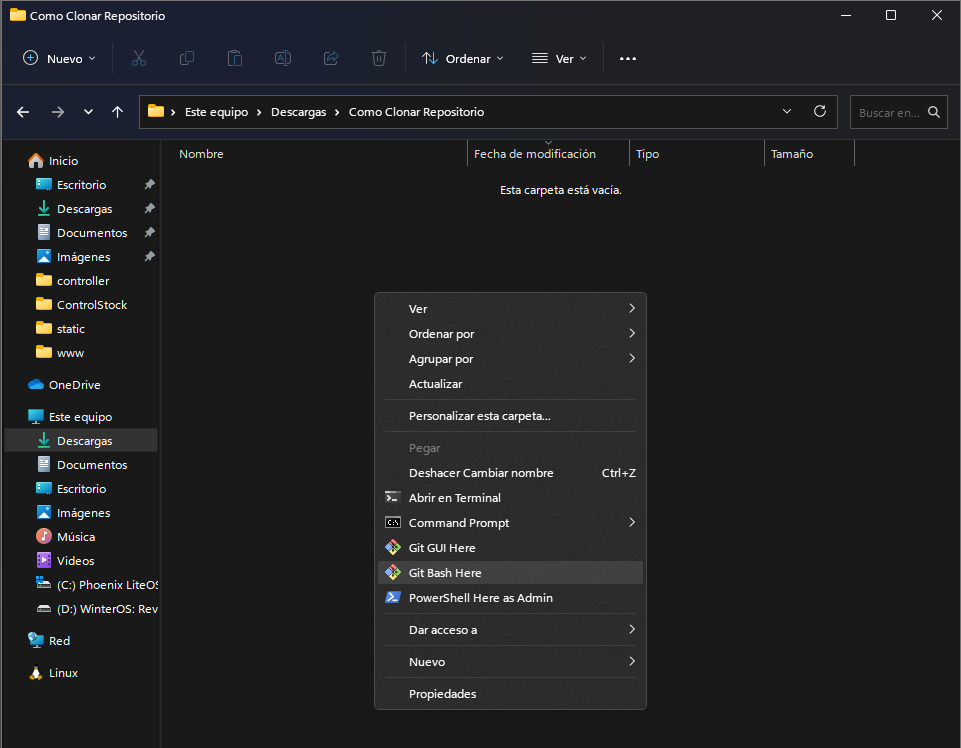 Como Clonar Repositorio
Nuevo
Ordenar
Ver
Este equipo > Descargas > Como Clonar Repositorio
Buscar en...
Nombre
Fecha de modificación
Tipo
Tamaño
Esta carpeta está vacía.
Inicio
Escritorio
Descargas
Documentos
Imágenes
controller
ControlStock
static
www
OneDrive
Este equipo
Descargas
Documentos
Escritorio
Imágenes
Música
Videos
(C:) Phoenix LiteOS
(D:) WinterOS: Rev
Red
Linux
Ver
Ordenar por
Agrupar por
Actualizar
Personalizar esta carpeta...
Pegar
Deshacer Cambiar nombre Ctrl+Z
Abrir en Terminal
Command Prompt
Git GUI Here
Git Bash Here
PowerShell Here as Admin
Dar acceso a
Nuevo
Propiedades